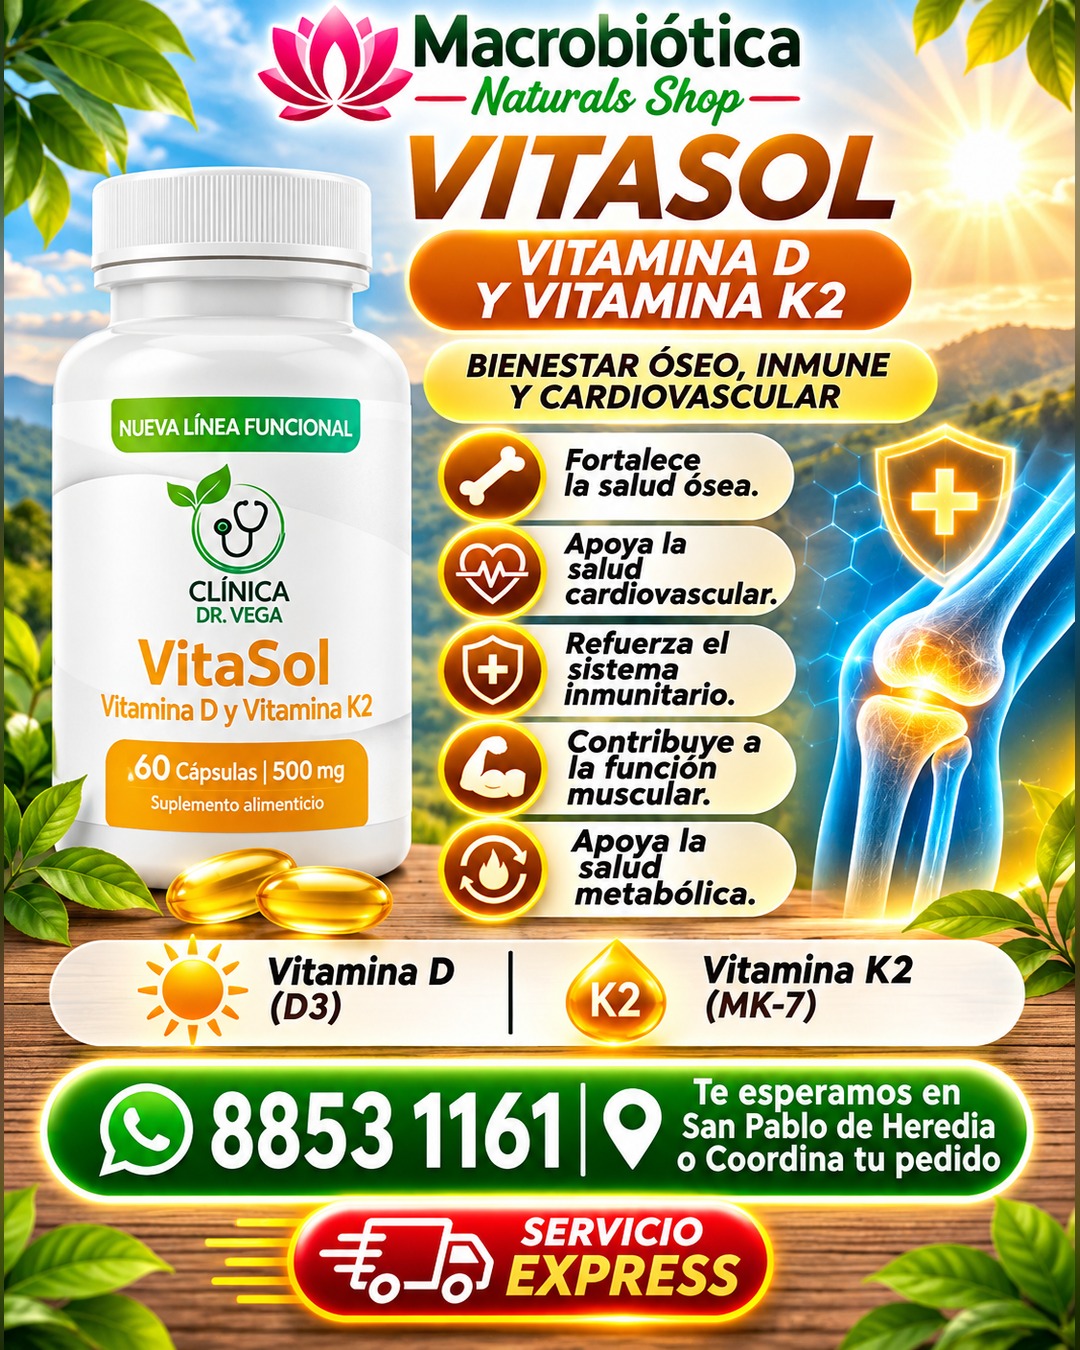 Macrobiótica
Naturals Shop
VITASOL
VITAMINA D
Y VITAMINA K2
BIENESTAR ÓSEO, INMUNE
Y CARDIOVASCULAR
NUEVA LÍNEA FUNCIONAL
CLÍNICA
DR. VEGA
VitaSol
Vitamina D y Vitamina K2
60 Cápsulas | 500 mg
Suplemento alimenticio
Fortalece
la salud ósea.
Apoya la
salud
cardiovascular.
Refuerza el
sistema
inmunitario.
Contribuye a
la función
muscular.
Apoya la
salud
metabólica.
Vitamina D
(D3)
K2
Vitamina K2
(MK-7)
8853 1161
Te esperamos en
San Pablo de Heredia
o Coordina tu pedido
SERVICIO
EXPRESS